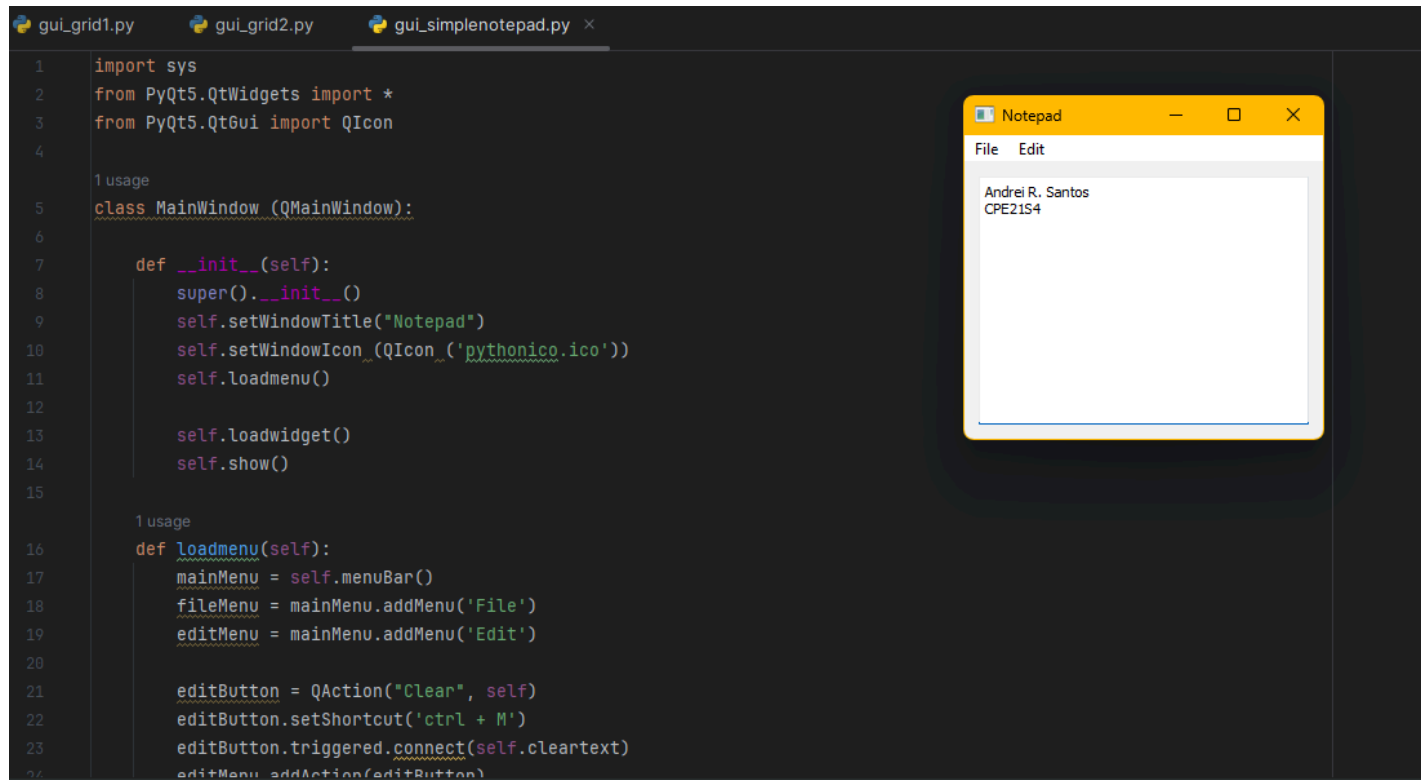 gui_grid1.py gui_grid2.py gui_simplenotepad.py ×
1 import sys
2 from PyQt5.QtWidgets import *
3 from PyQt5.QtGui import QIcon
4
1 usage
5 class MainWindow (QMainWindow):
6
7 def __init__(self):
8 super().__init__()
9 self.setWindowTitle("Notepad")
10 self.setWindowIcon (QIcon ('pythonico.ico'))
11 self.loadmenu()
12
13 self.loadwidget()
14 self.show()
15
1 usage
16 def loadmenu(self):
17 mainMenu = self.menuBar()
18 fileMenu = mainMenu.addMenu('File')
19 editMenu = mainMenu.addMenu('Edit')
20
21 editButton = QAction("Clear", self)
22 editButton.setShortcut('ctrl + M')
23 editButton.triggered.connect(self.cleartext)
24 editMenu.addAction(editButton)
Notepad
File Edit
Andrei R. Santos
CPE21S4